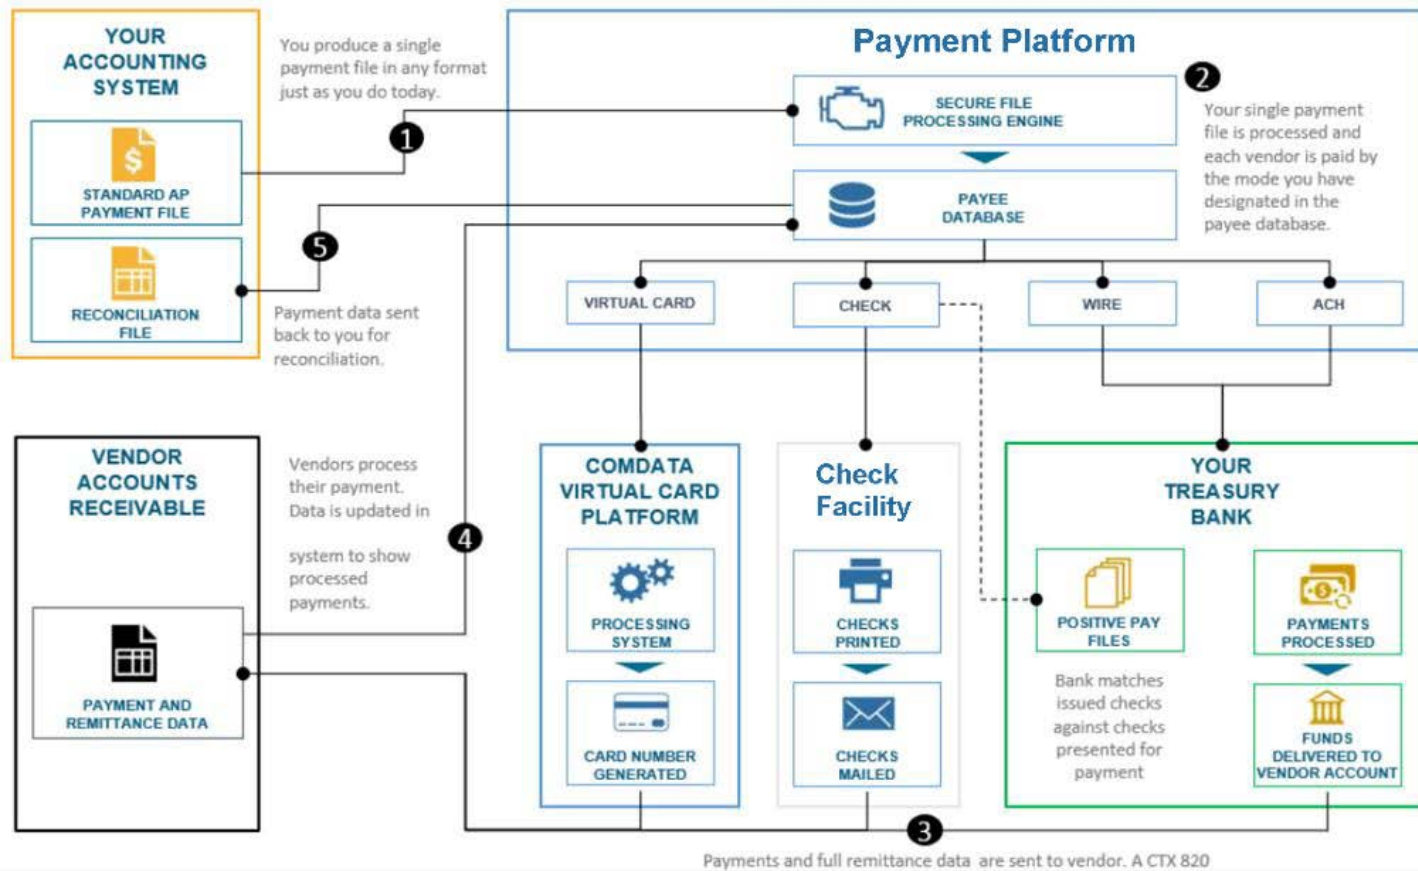 YOUR
ACCOUNTING
SYSTEM
STANDARD AP
PAYMENT FILE
RECONCILIATION
FILE
You produce a single
payment file in any format
just as you do today.
1
5
Payment data sent
back to you for
reconciliation.
Payment Platform
SECURE FILE
PROCESSING ENGINE
PAYEE
DATABASE
2
Your single payment
file is processed and
each vendor is paid by
the mode you have
designated in the
payee database.
VIRTUAL CARD
CHECK
WIRE
ACH
VENDOR
ACCOUNTS
RECEIVABLE
PAYMENT AND
REMITTANCE DATA
Vendors process
their payment.
Data is updated in
system to show
processed
payments.
4
COMDATA
VIRTUAL CARD
PLATFORM
PROCESSING
SYSTEM
CARD NUMBER
GENERATED
Check
Facility
CHECKS
PRINTED
CHECKS
MAILED
YOUR
TREASURY
BANK
POSITIVE PAY
FILES
Bank matches
issued checks
against checks
presented for
payment
$
PAYMENTS
PROCESSED
FUNDS
DELIVERED TO
VENDOR ACCOUNT
3
Payments and full remittance data are sent to vendor. A CTX 820